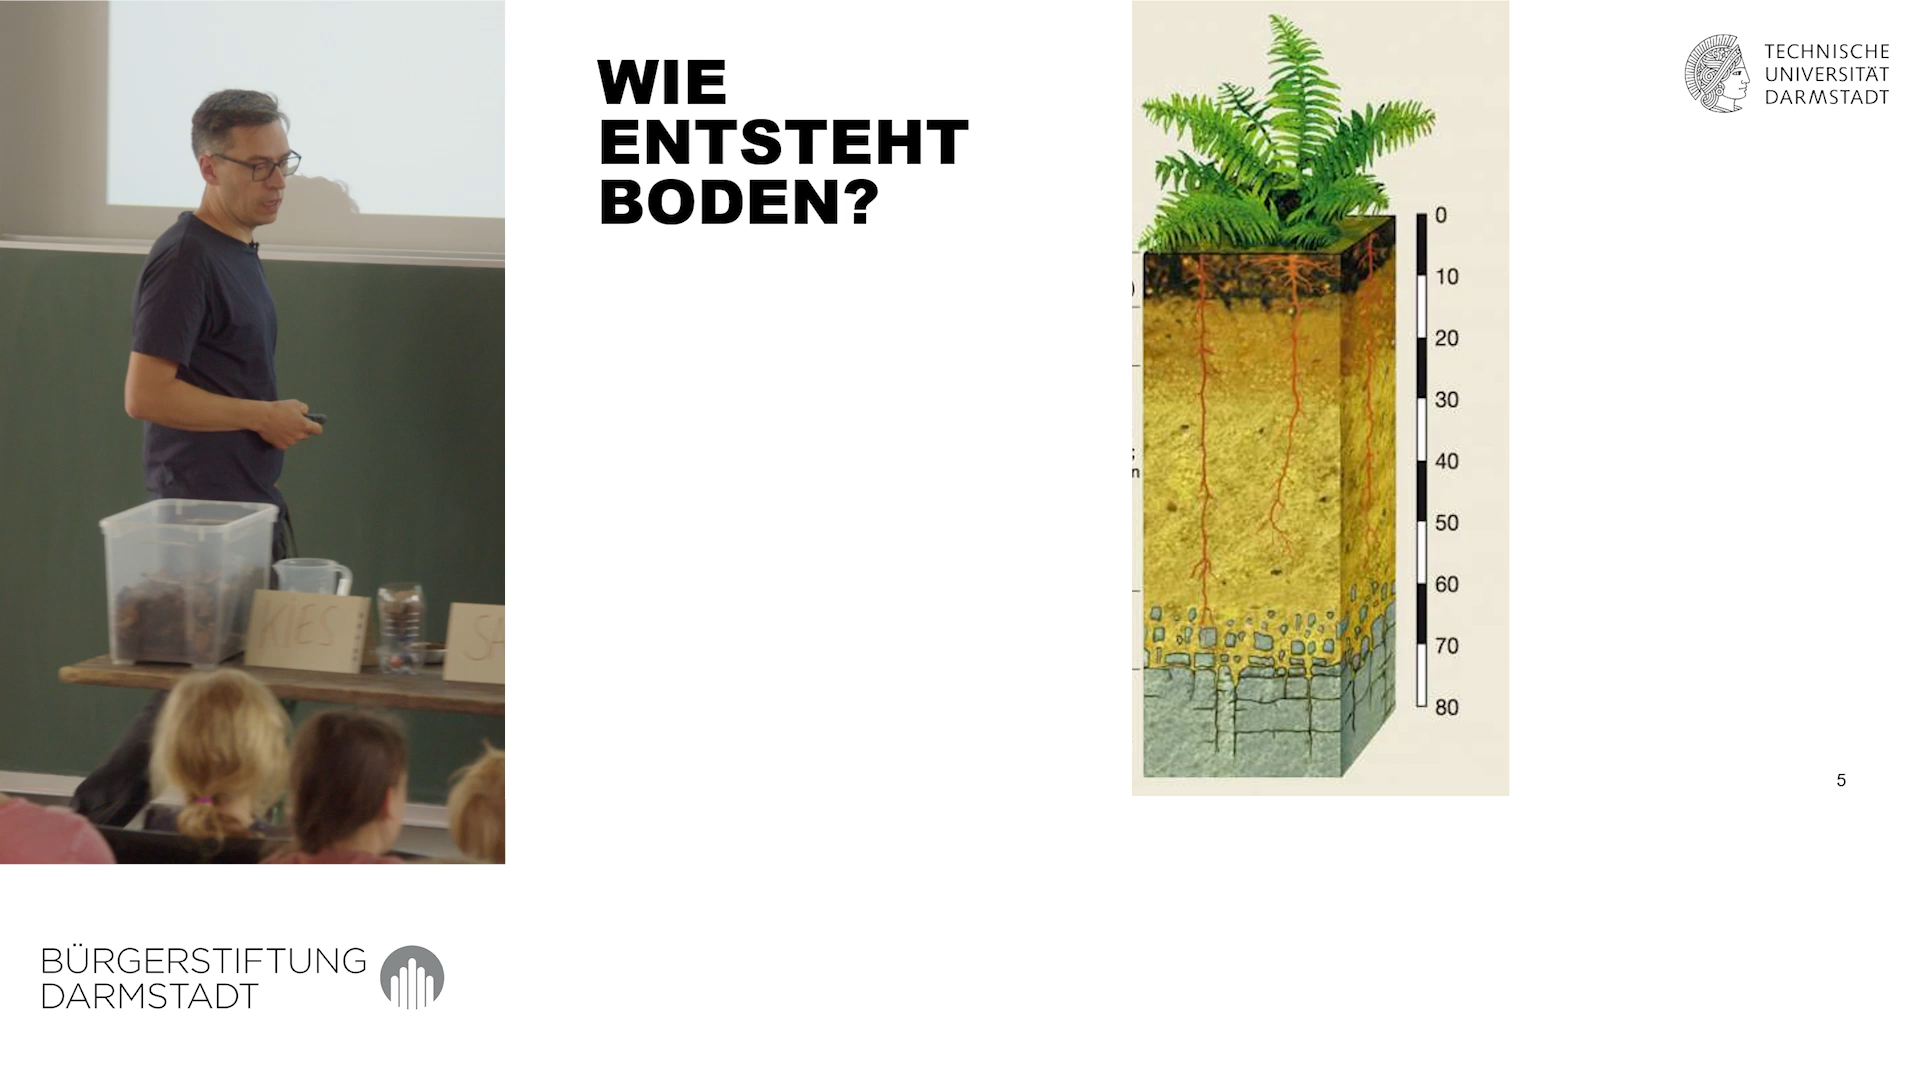 WIE
ENTSTEHT
BODEN?
TECHNISCHE
UNIVERSITÄT
DARMSTADT
0
10
20
30
40
50
60
70
80
5
KIES
BÜRGERSTIFTUNG
DARMSTADT